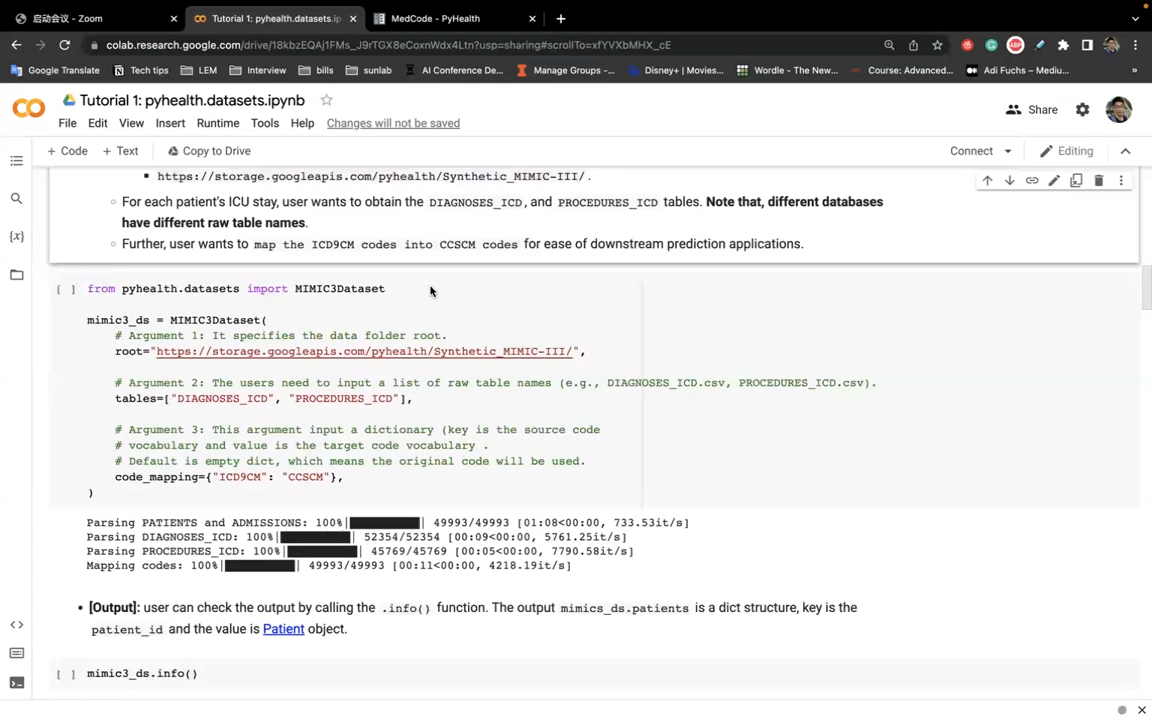 启动会议 - Zoom
Tutorial 1: pyhealth.datasets.ip
MedCode - PyHealth
colab.research.google.com/drive/18kbzEQAj1FMs_J9rTGX8eCoxnWdx4Ltn?usp=sharing#scrollTo=xfYVXbMHX_cE
Google Translate
Tech tips
LEM
Interview
bills
sunlab
AI Conference De...
Manage Groups -...
Disney+ | Movies...
Wordle - The New...
Course: Advanced...
Adi Fuchs – Mediu...
»
CO
Tutorial 1: pyhealth.datasets.ipynb
File Edit View Insert Runtime Tools Help Changes will not be saved
Share
+ Code + Text
Copy to Drive
Connect
Editing
https://storage.googleapis.com/pyhealth/Synthetic_MIMIC-III/.
For each patient's ICU stay, user wants to obtain the DIAGNOSES_ICD, and PROCEDURES_ICD tables. Note that, different databases
have different raw table names.
Further, user wants to map the ICD9CM codes into CCSCM codes for ease of downstream prediction applications.
[ ] from pyhealth.datasets import MIMIC3Dataset
mimic3_ds = MIMIC3Dataset(
# Argument 1: It specifies the data folder root.
root="https://storage.googleapis.com/pyhealth/Synthetic_MIMIC-III/",
# Argument 2: The users need to input a list of raw table names (e.g., DIAGNOSES_ICD.csv, PROCEDURES_ICD.csv).
tables=["DIAGNOSES_ICD", "PROCEDURES_ICD"],
# Argument 3: This argument input a dictionary (key is the source code
# vocabulary and value is the target code vocabulary .
# Default is empty dict, which means the original code will be used.
code_mapping={"ICD9CM": "CCSCM"},
)
Parsing PATIENTS and ADMISSIONS: 100%|██████████| 49993/49993 [01:08<00:00, 733.53it/s]
Parsing DIAGNOSES_ICD: 100%|██████████| 52354/52354 [00:09<00:00, 5761.25it/s]
Parsing PROCEDURES_ICD: 100%|██████████| 45769/45769 [00:05<00:00, 7790.58it/s]
Mapping codes: 100%|██████████| 49993/49993 [00:11<00:00, 4218.19it/s]
• [Output]: user can check the output by calling the .info() function. The output mimics_ds.patients is a dict structure, key is the
patient_id and the value is Patient object.
[ ] mimic3_ds.info()